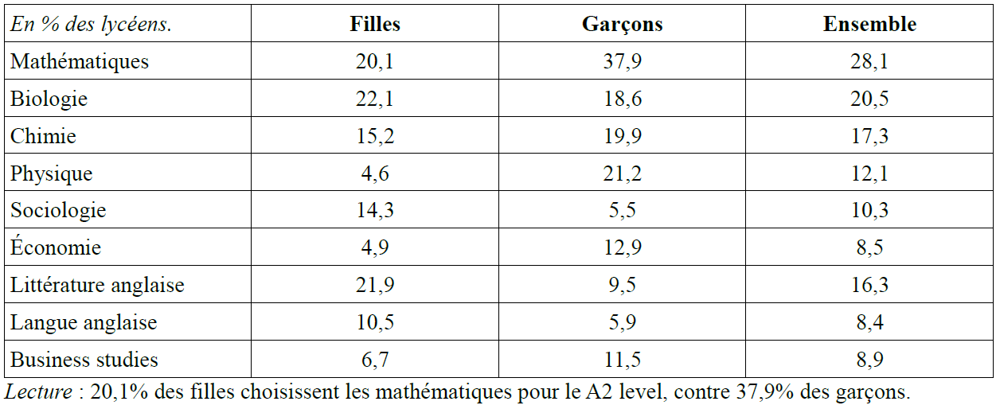 En % des lycéens. Filles Garçons Ensemble
Mathématiques 20,1 37,9 28,1
Biologie 22,1 18,6 20,5
Chimie 15,2 19,9 17,3
Physique 4,6 21,2 12,1
Sociologie 14,3 5,5 10,3
Économie 4,9 12,9 8,5
Littérature anglaise 21,9 9,5 16,3
Langue anglaise 10,5 5,9 8,4
Business studies 6,7 11,5 8,9
Lecture : 20,1% des filles choisissent les mathématiques pour le A2 level, contre 37,9% des garçons.